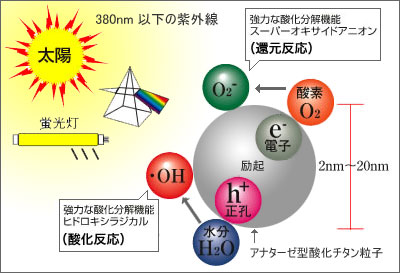 380nm 以下の紫外線
太陽
蛍光灯
強力な酸化分解機能
スーパーオキサイドアニオン
(還元反応)
O2-
酸素
O2
e-
電子
励起
2nm～20nm
・OH
h+
正孔
強力な酸化分解機能
ヒドロキシラジカル
(酸化反応)
水分
H2O
アナターゼ型酸化チタン粒子